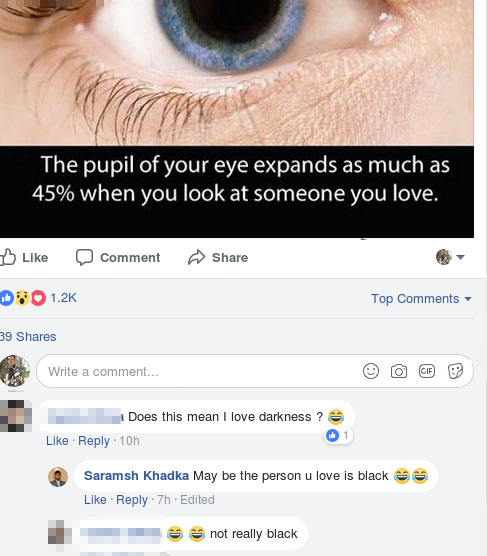 The pupil of your eye expands as much as
45% when you look at someone you love.
Like Comment Share
1.2K Top Comments
39 Shares
Write a comment... GIF
Does this mean I love darkness ? 😂
1
Like · Reply · 10h
Saramsh Khadka May be the person u love is black 😂😂
Like · Reply · 7h · Edited
😂 😂 not really black